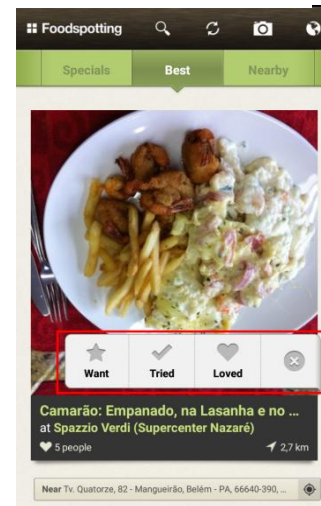 Foodspotting
Specials Best Nearby
Want Tried Loved
Camarão: Empanado, na Lasanha e no ...
at Spazzio Verdi (Supercenter Nazaré)
5 people 2,7 km
Near Tv. Quatorze, 82 - Mangueirão, Belém - PA, 66640-390, ...